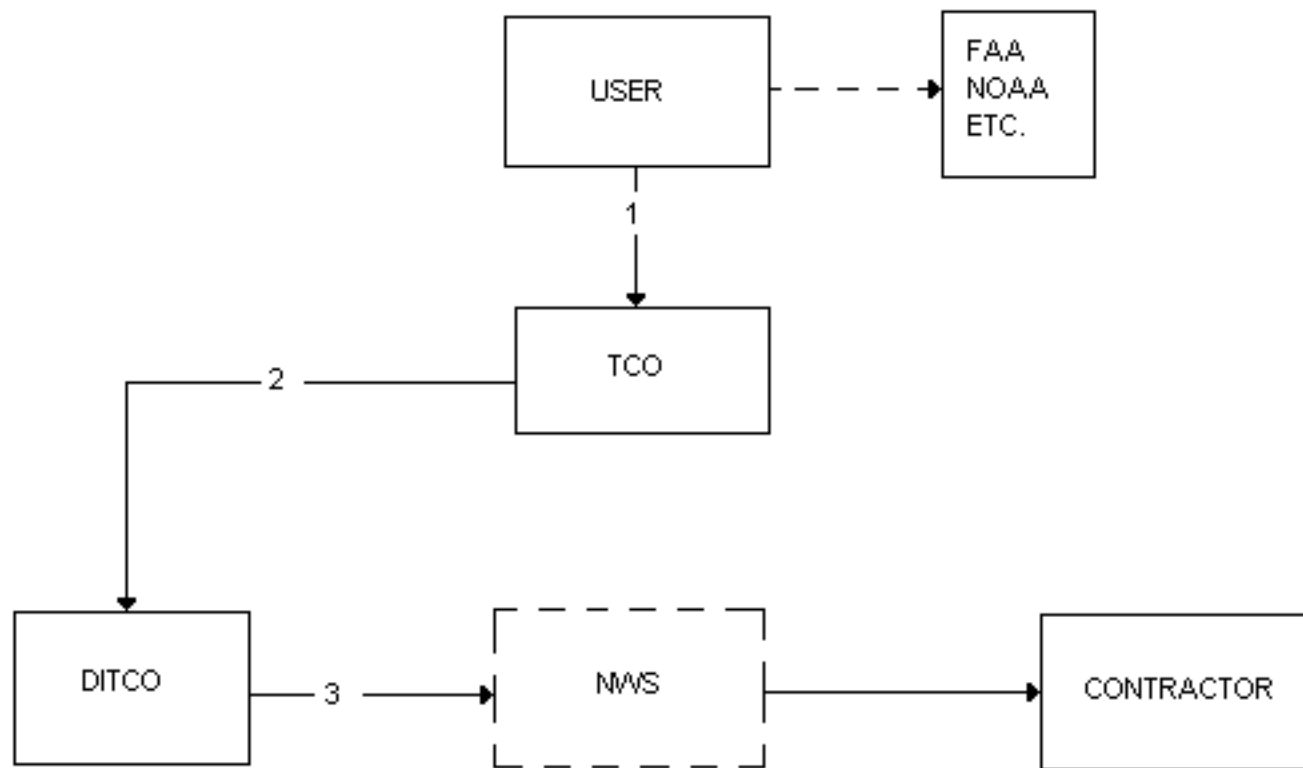 USER
FAA
NOAA
ETC.
1
TCO
2
DITCO
3
NWS
CONTRACTOR